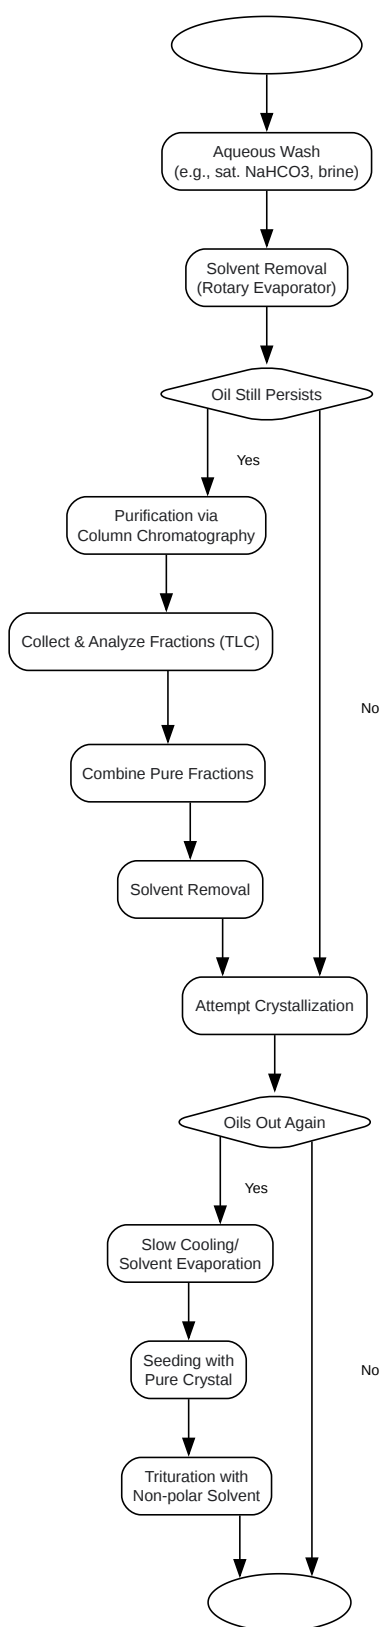 Aqueous Wash
(e.g., sat. NaHCO3, brine)
Solvent Removal
(Rotary Evaporator)
Oil Still Persists
Yes
Purification via
Column Chromatography
Collect & Analyze Fractions (TLC)
No
Combine Pure Fractions
Solvent Removal
Attempt Crystallization
Oils Out Again
Yes
Slow Cooling/
Solvent Evaporation
Seeding with
Pure Crystal
No
Trituration with
Non-polar Solvent